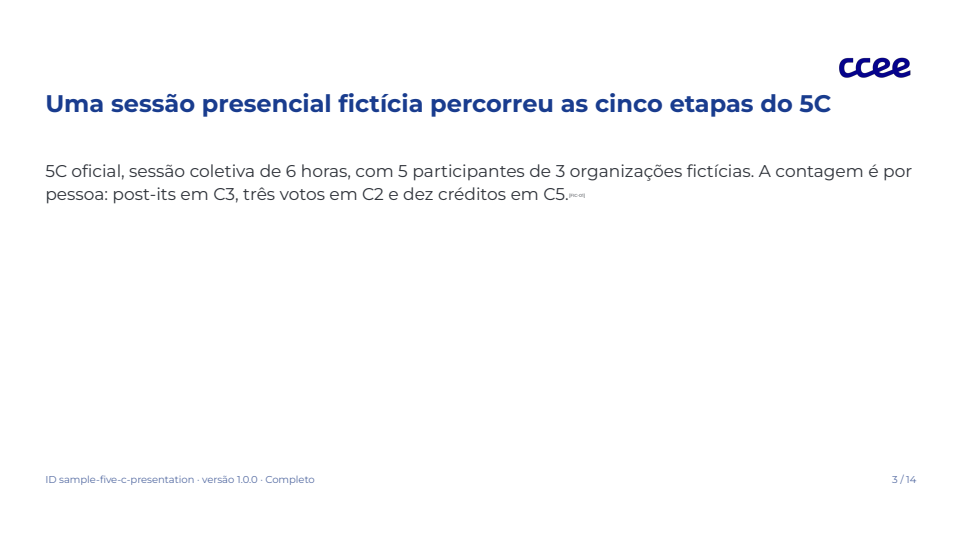 ccee
Uma sessão presencial fictícia percorreu as cinco etapas do 5C
5C oficial, sessão coletiva de 6 horas, com 5 participantes de 3 organizações fictícias. A contagem é por
pessoa: post-its em C3, três votos em C2 e dez créditos em C5.
ID sample-five-c-presentation · versão 1.0.0 · Completo
3 / 14